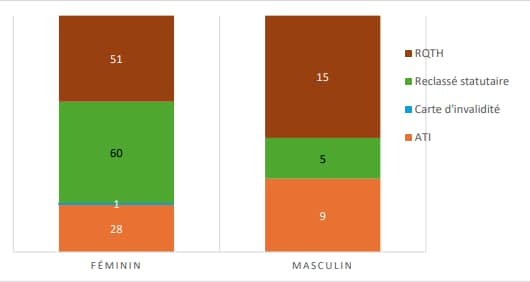 51
60
1
28
15
5
9
FÉMININ
MASCULIN
RQTH
Reclassé statutaire
Carte d'invalidité
ATI